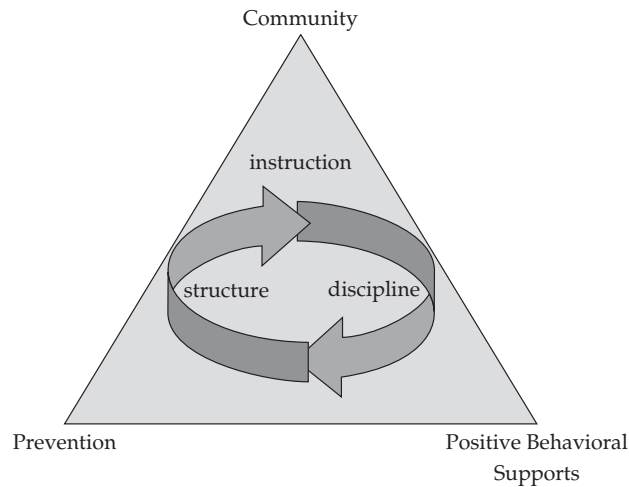 Community
instruction
structure discipline
Prevention Positive Behavioral
Supports